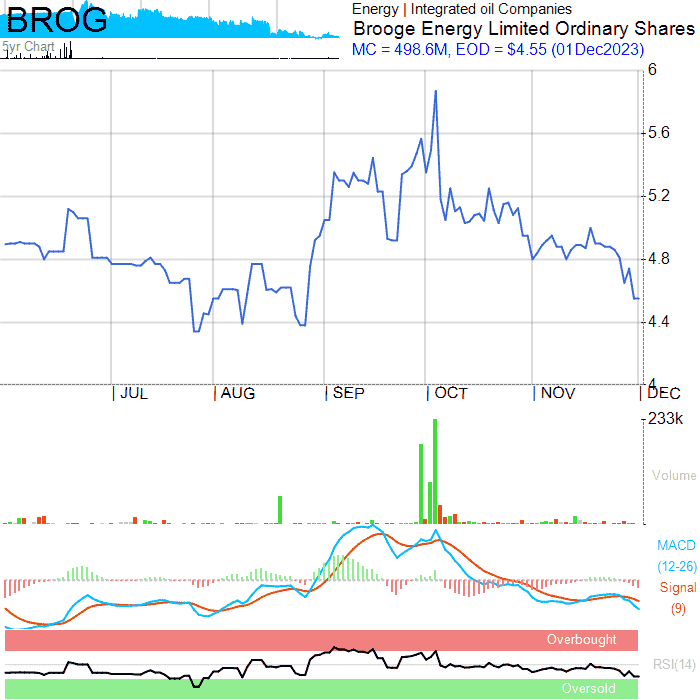 BROG
5yr Chart
Energy | Integrated oil Companies
Brooge Energy Limited Ordinary Shares
MC = 498.6M, EOD = $4.55 (01Dec2023)
6
5.6
5.2
4.8
4.4
4
JUL AUG SEP OCT NOV DEC
233k
Volume
MACD
(12-26)
Signal
(9)
Overbought
RSI(14)
Oversold